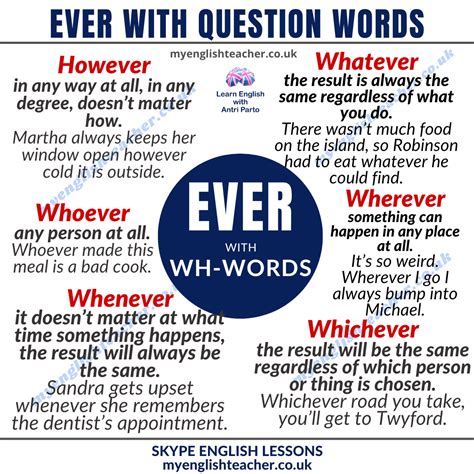 EVER WITH QUESTION WORDS
myenglishteacher.co.uk
However
in any way at all, in any
degree, doesn't matter
how.
Martha always keeps her
window open however
cold it is outside.
Learn English
with
Antri Parto
Whatever
the result is always the
same regardless of what
you do.
There wasn't much food
on the island, so Robinson
had to eat whatever he
could find.
Whoever
any person at all.
Whoever made this
meal is a bad cook.
EVER
WITH
WH-WORDS
Wherever
something can
happen in any place
at all.
It's so weird.
Wherever I go I
always bump into
Michael.
Whenever
it doesn't matter at what
time something happens,
the result will always be
the same.
Sandra gets upset
whenever she remembers
the dentist's appointment.
Whichever
the result will be the same
regardless of which person
or thing is chosen.
Whichever road you take,
you'll get to Twyford.
SKYPE ENGLISH LESSONS
myenglishteacher.co.uk